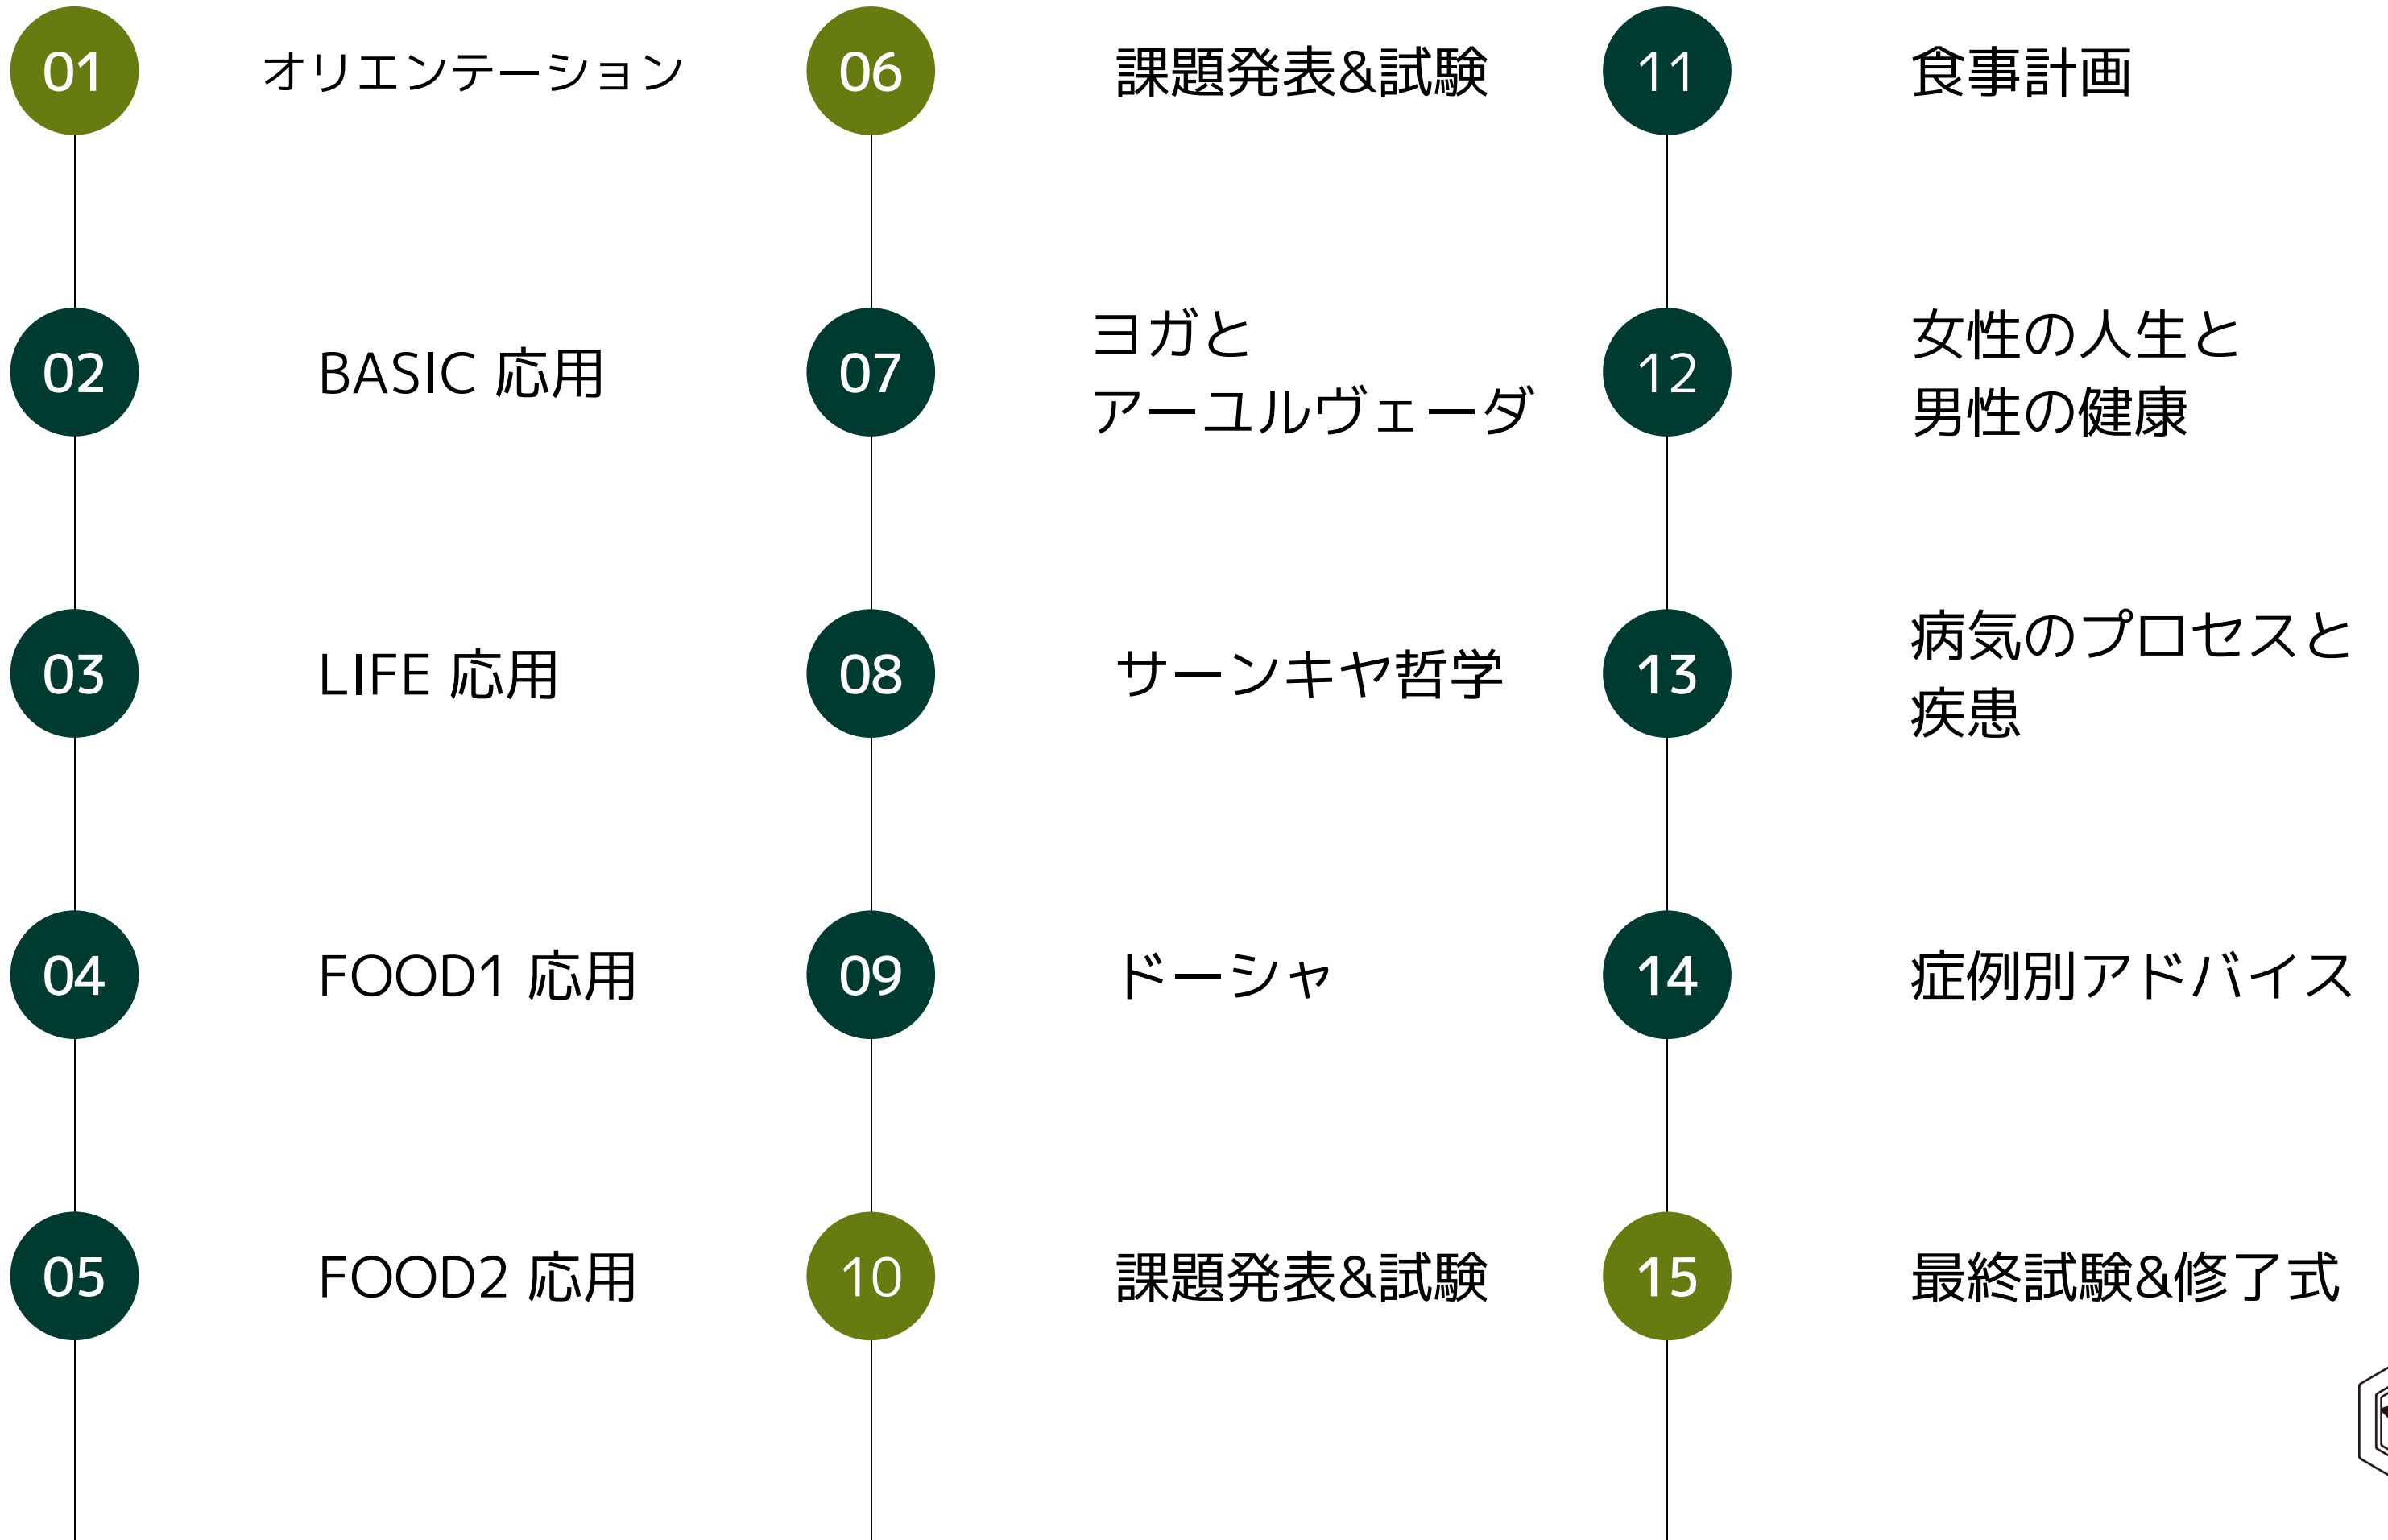 01
オリエンテーション
02
BASIC 応用
03
LIFE 応用
04
FOOD1 応用
05
FOOD2 応用
06
課題発表&試験
07
ヨガと
アーユルヴェーダ
08
サーンキヤ哲学
09
ドーシャ
10
課題発表&試験
11
食事計画
12
女性の人生と
男性の健康
13
病気のプロセスと
疾患
14
症例別アドバイス
15
最終試験&修了式